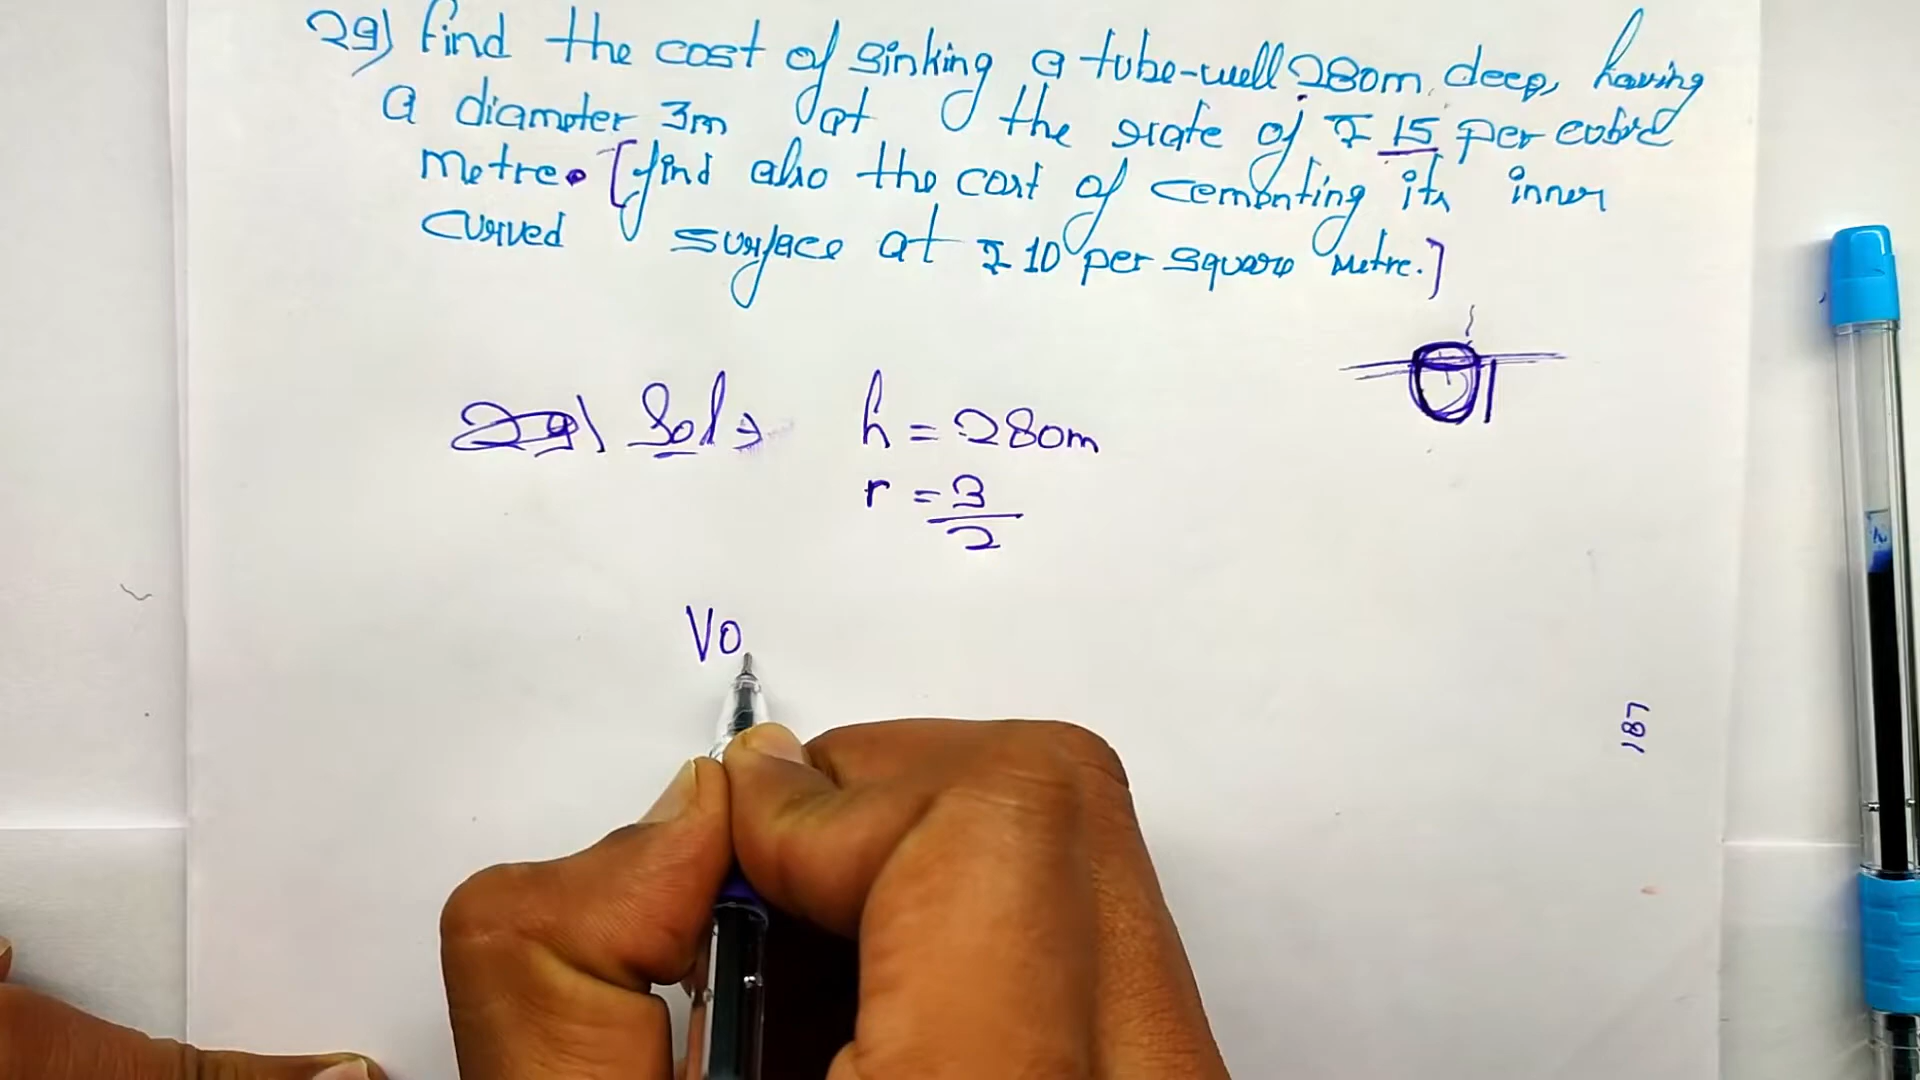 29) find the cost of sinking a tube-well 280m deep, having
a diameter 3m at the rate of ₹ 15 per cubic
metre. [find also the cost of cementing its inner
curved surface at ₹ 10 per square metre.]
29) Sol→ h = 280m
r = 3/2
Vo
187